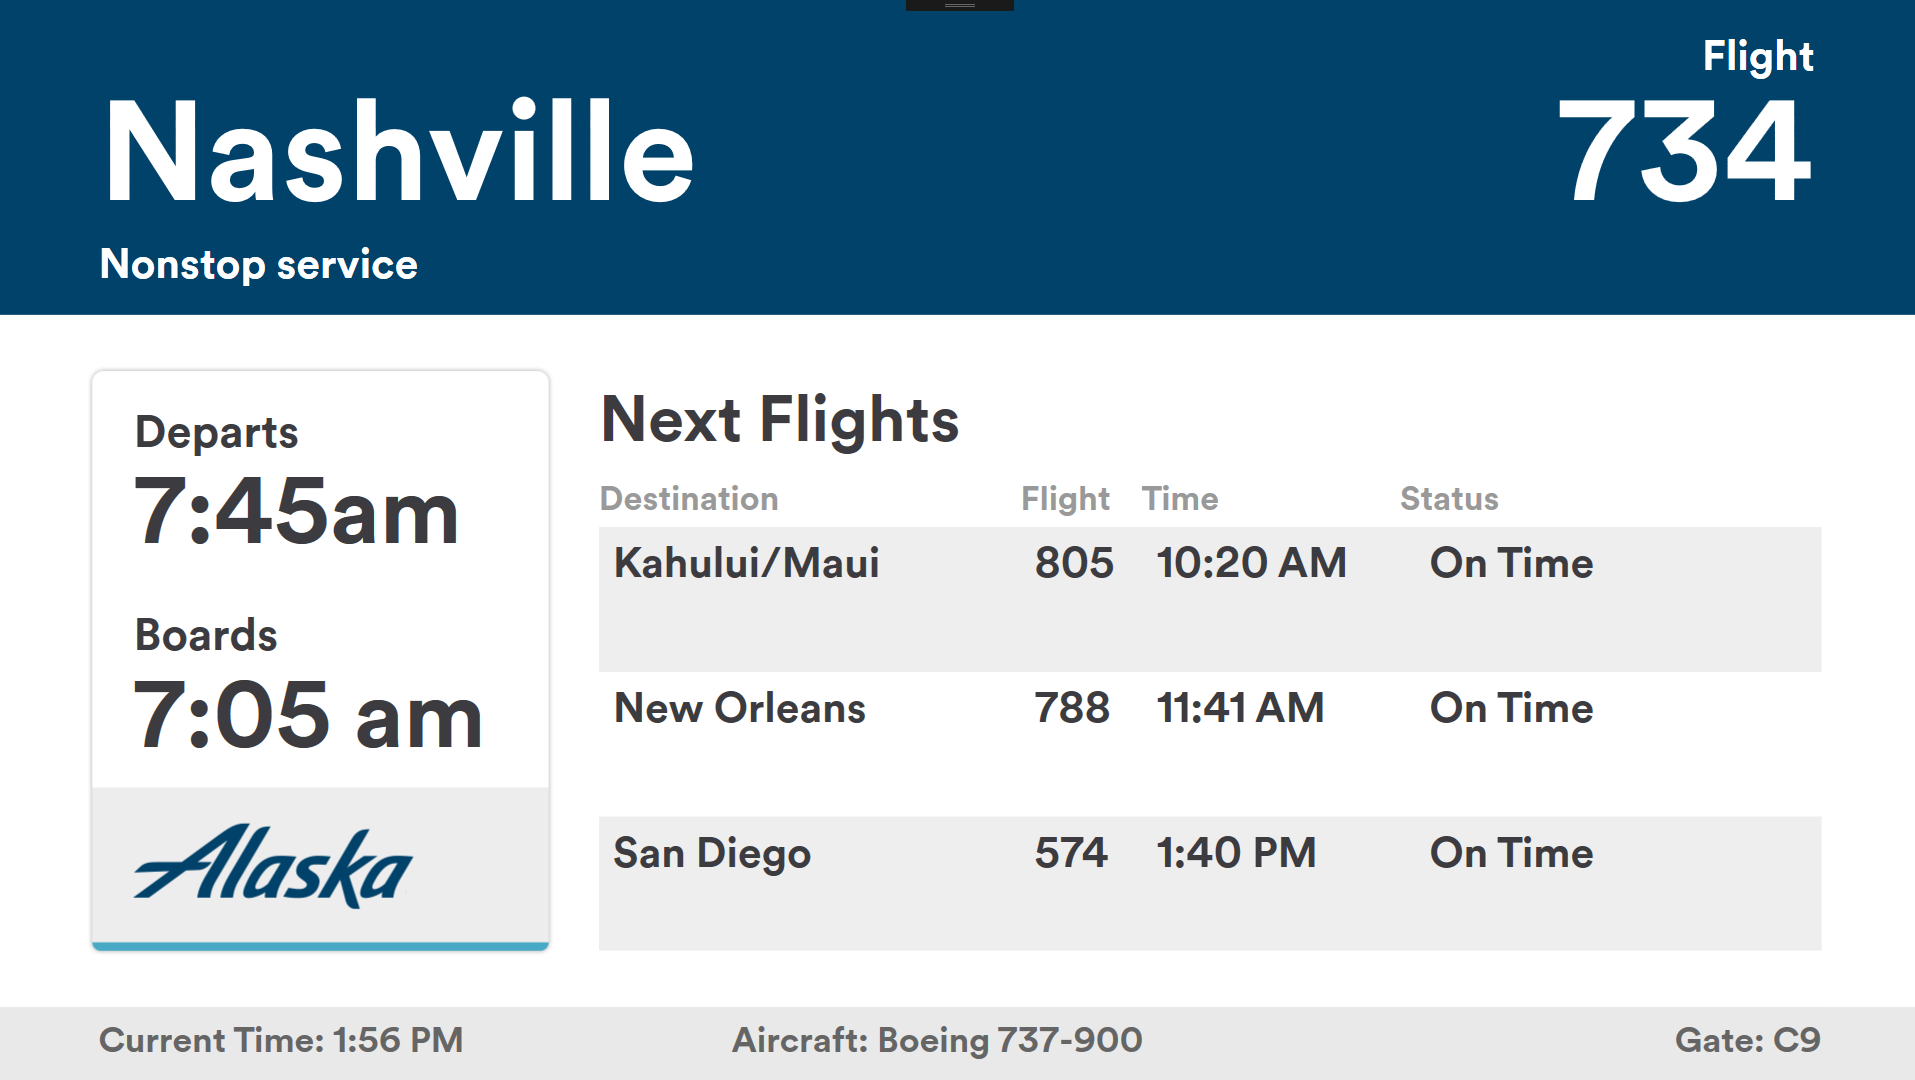 Flight
Nashville 734
Nonstop service
Departs
7:45am
Boards
7:05 am
Alaska
Next Flights
Destination Flight Time Status
Kahului/Maui 805 10:20 AM On Time
New Orleans 788 11:41 AM On Time
San Diego 574 1:40 PM On Time
Current Time: 1:56 PM Aircraft: Boeing 737-900 Gate: C9